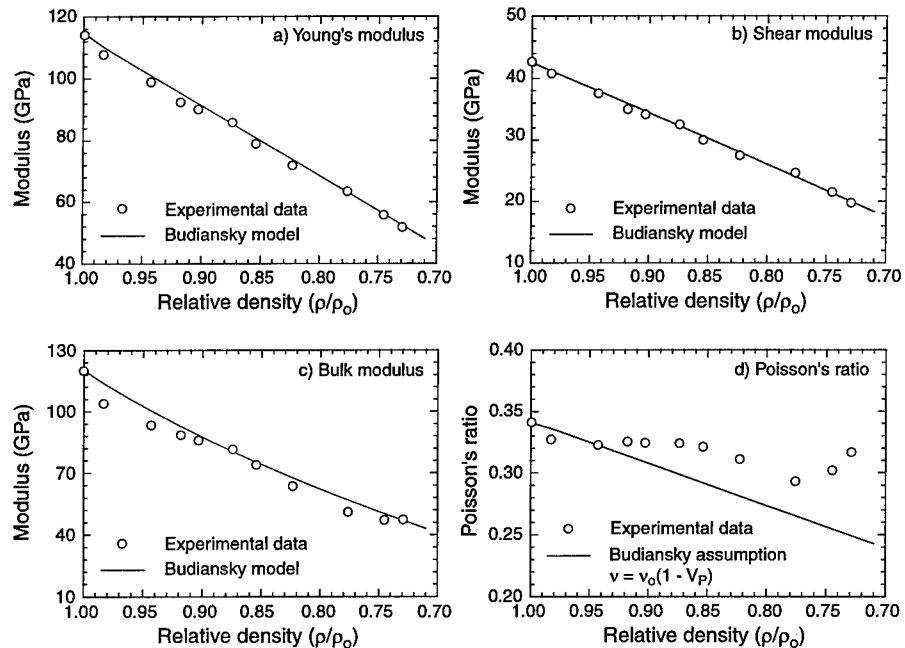 a) Young's modulus
120
100
80
60
40
Modulus (GPa)
Experimental data
Budiansky model
1.00 0.95 0.90 0.85 0.80 0.75 0.70
Relative density (ρ/ρo)
b) Shear modulus
50
40
30
20
10
Modulus (GPa)
Experimental data
Budiansky model
1.00 0.95 0.90 0.85 0.80 0.75 0.70
Relative density (ρ/ρo)
c) Bulk modulus
130
100
70
40
10
Modulus (GPa)
Experimental data
Budiansky model
1.00 0.95 0.90 0.85 0.80 0.75 0.70
Relative density (ρ/ρo)
d) Poisson's ratio
0.40
0.35
0.30
0.25
0.20
Poisson's ratio
Experimental data
Budiansky assumption
ν = νo(1 - VP)
1.00 0.95 0.90 0.85 0.80 0.75 0.70
Relative density (ρ/ρo)